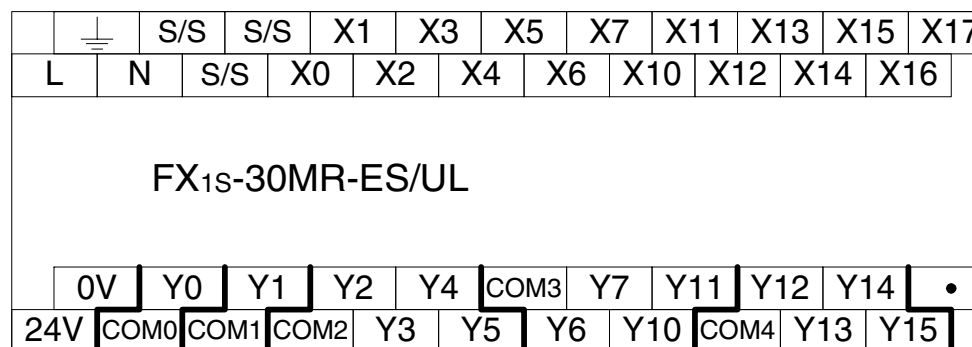 S/S S/S X1 X3 X5 X7 X11 X13 X15 X17
L N S/S X0 X2 X4 X6 X10 X12 X14 X16
FX1S-30MR-ES/UL
0V Y0 Y1 Y2 Y4 COM3 Y7 Y11 Y12 Y14 •
24V COM0 COM1 COM2 Y3 Y5 Y6 Y10 COM4 Y13 Y15